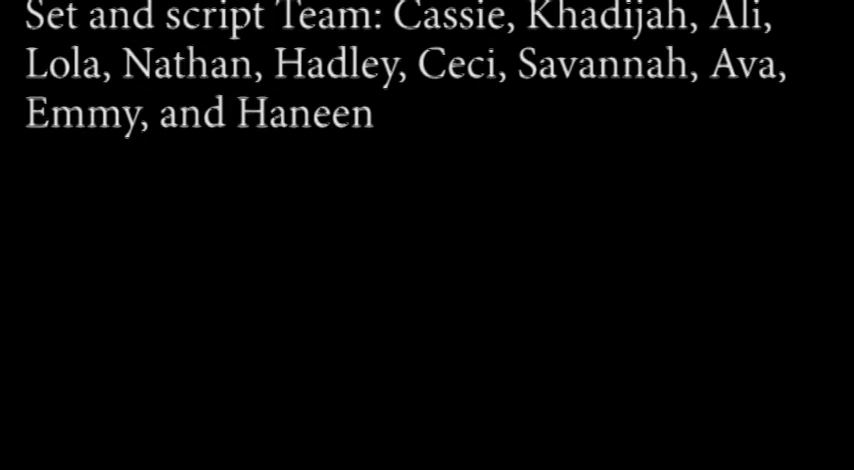 Set and script Team: Cassie, Khadijah, Ali,
Lola, Nathan, Hadley, Ceci, Savannah, Ava,
Emmy, and Haneen